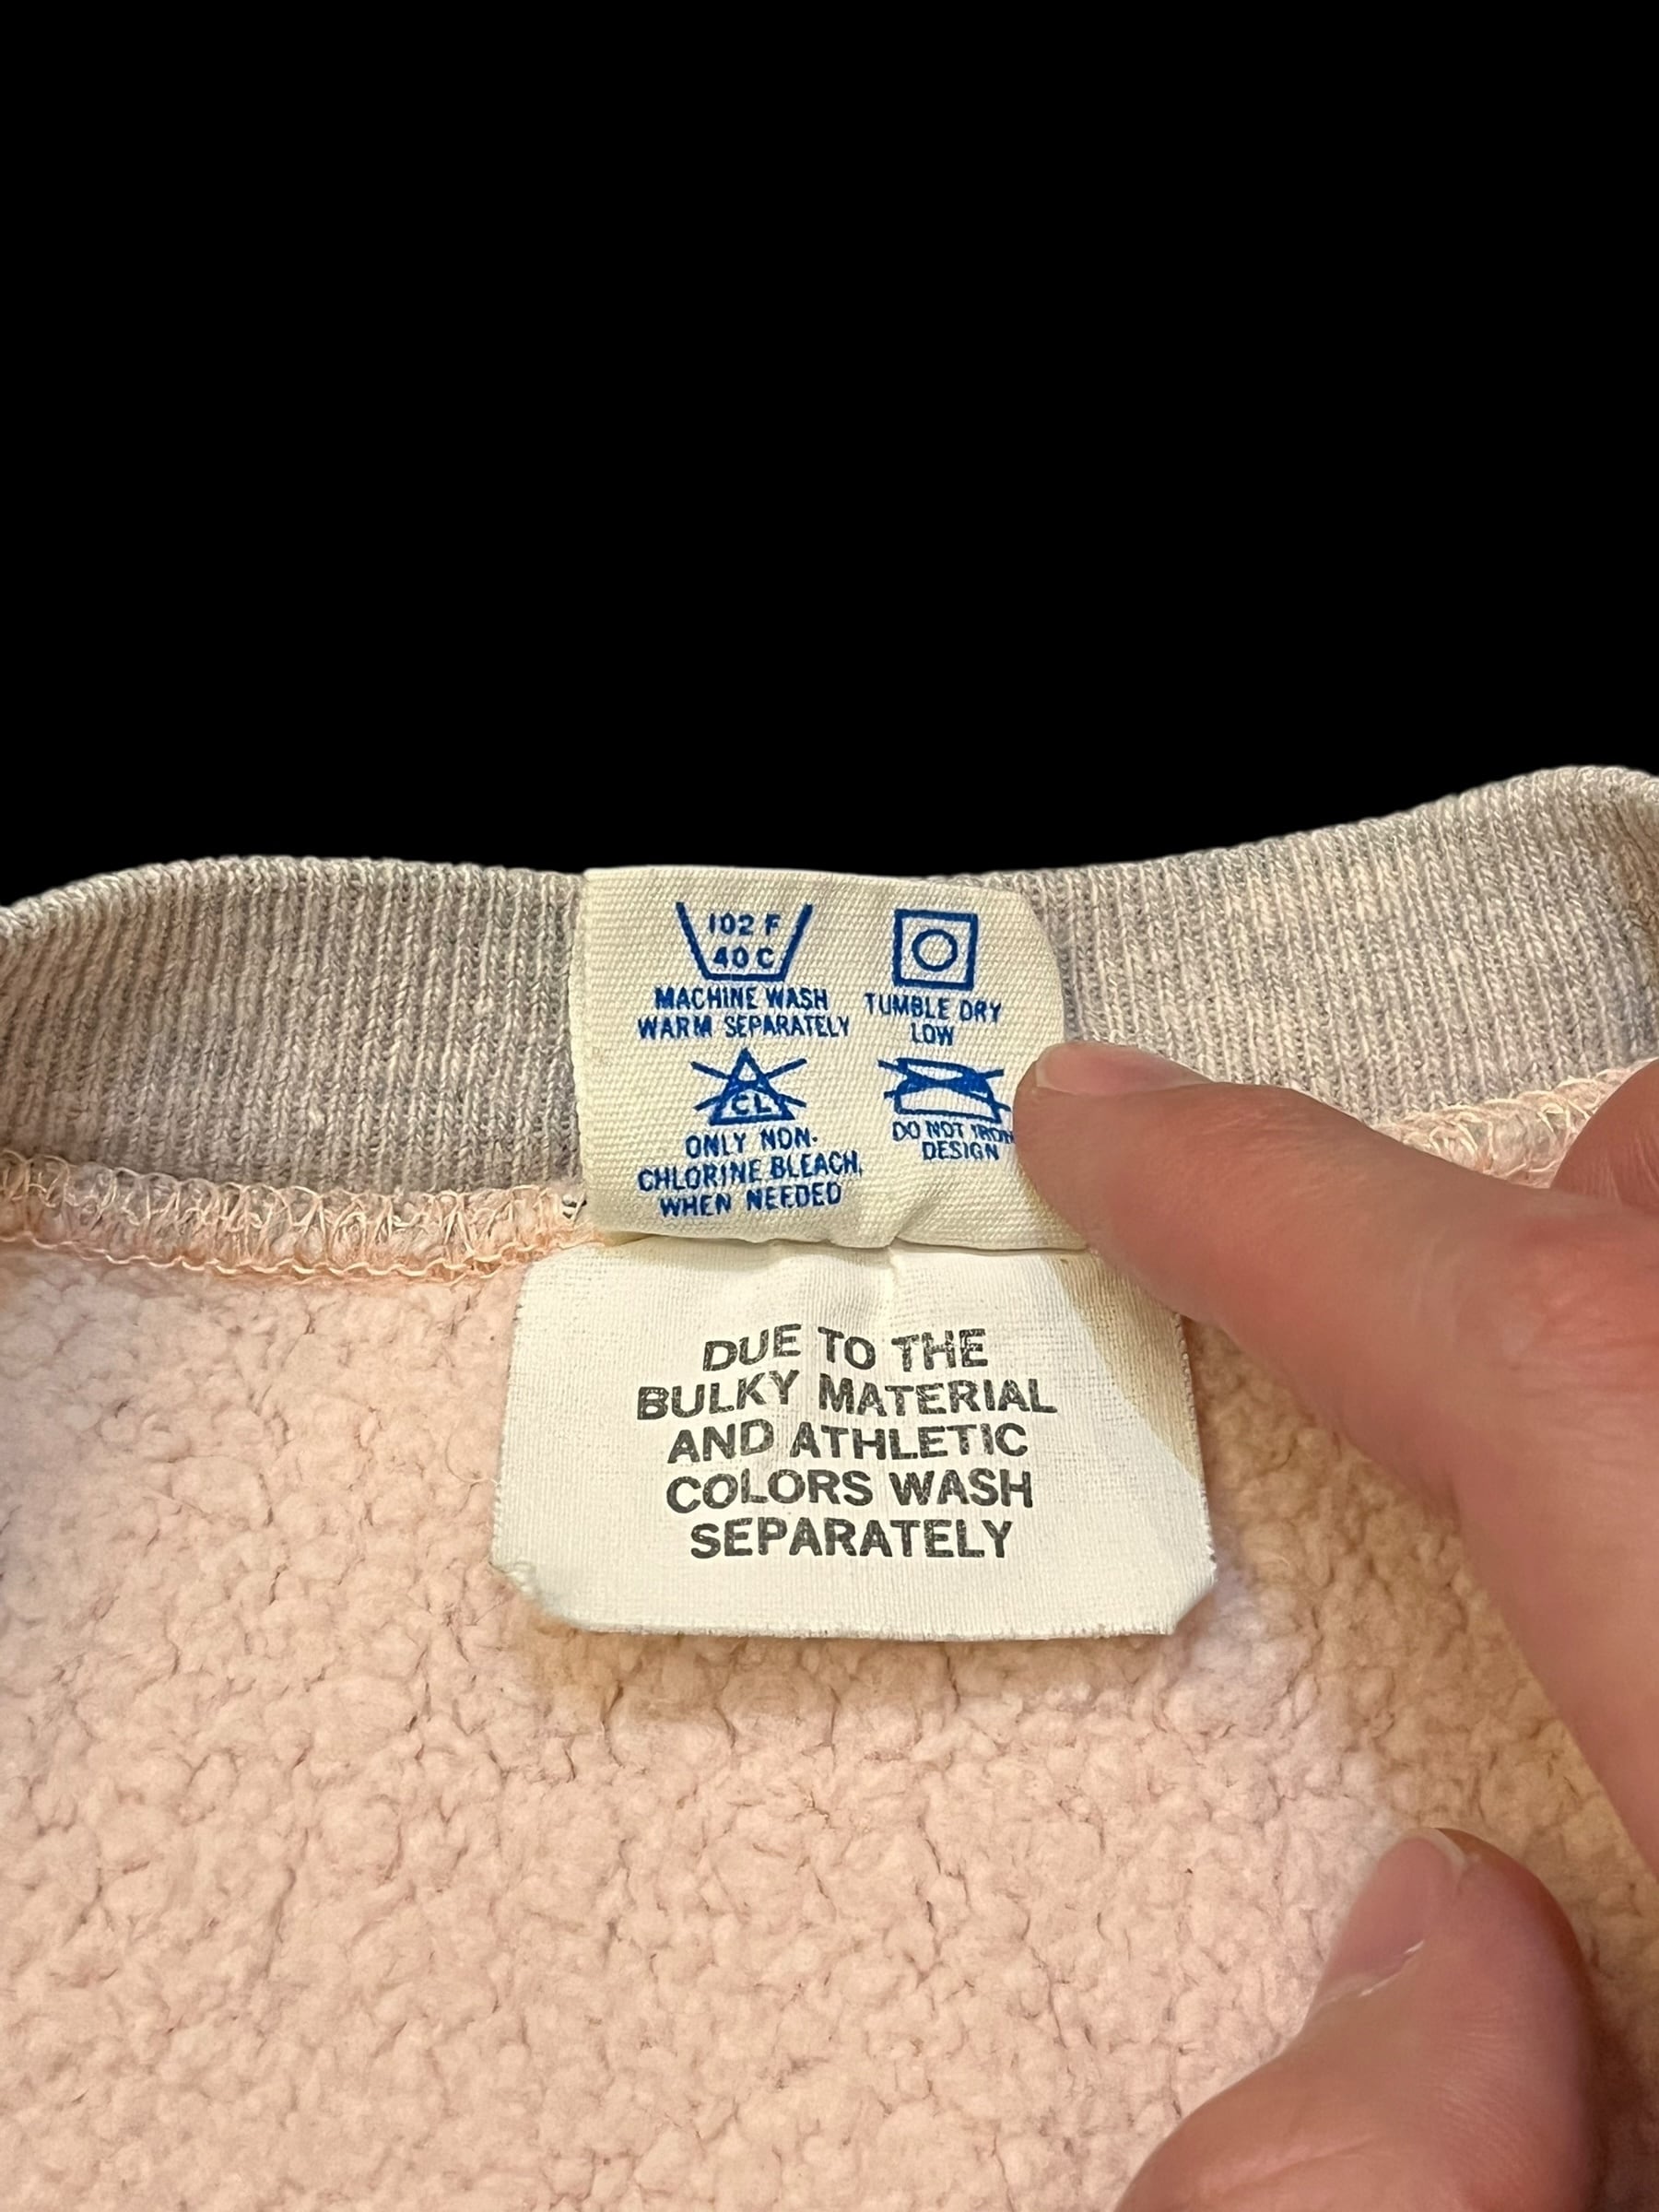 102 F
40 C
MACHINE WASH
WARM SEPARATELY
TUMBLE DRY
LOW
CL
ONLY NON-
CHLORINE BLEACH,
WHEN NEEDED
DO NOT IRON
DESIGN
DUE TO THE
BULKY MATERIAL
AND ATHLETIC
COLORS WASH
SEPARATELY